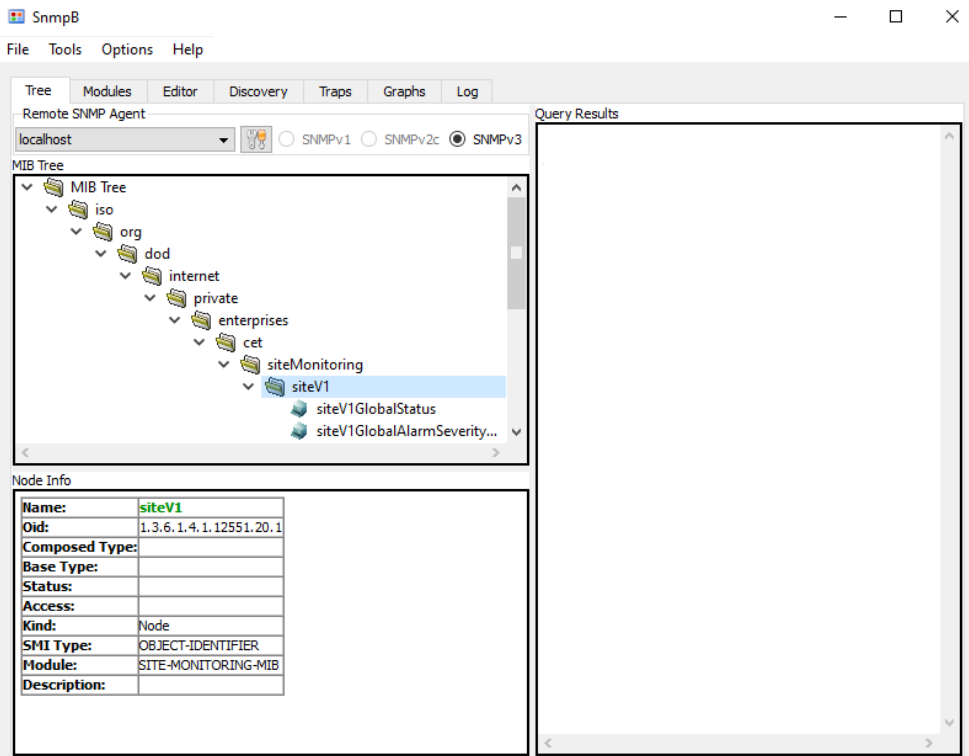 SnmpB
File Tools Options Help
Tree Modules Editor Discovery Traps Graphs Log
Remote SNMP Agent
localhost SNMPv1 SNMPv2c SNMPv3
MIB Tree
MIB Tree
iso
org
dod
internet
private
enterprises
cet
siteMonitoring
siteV1
siteV1GlobalStatus
siteV1GlobalAlarmSeverity...
Node Info
Name: siteV1
Oid: 1.3.6.1.4.1.12551.20.1
Composed Type:
Base Type:
Status:
Access:
Kind: Node
SMI Type: OBJECT-IDENTIFIER
Module: SITE-MONITORING-MIB
Description:
Query Results